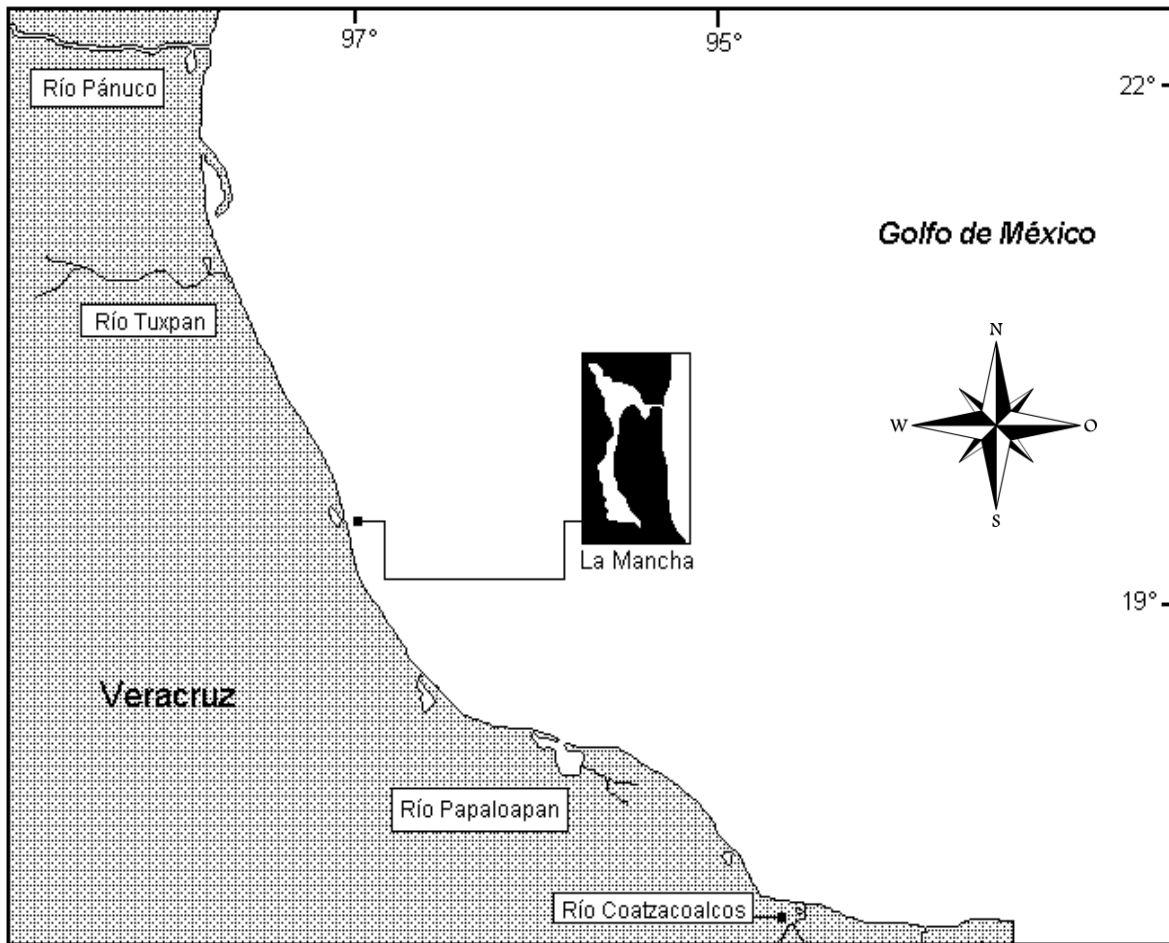 97°
95°
Río Pánuco
22°
Golfo de México
Río Tuxpan
N
W
O
S
La Mancha
19°
Veracruz
Río Papaloapan
Río Coatzacoalcos